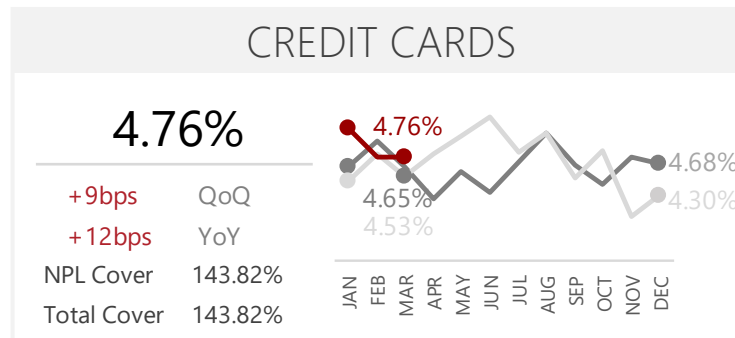 CREDIT CARDS
4.76%
+9bps QoQ
+12bps YoY
NPL Cover 143.82%
Total Cover 143.82%
4.76%
4.65%
4.53%
4.68%
4.30%
JAN FEB MAR APR MAY JUN JUL AUG SEP OCT NOV DEC